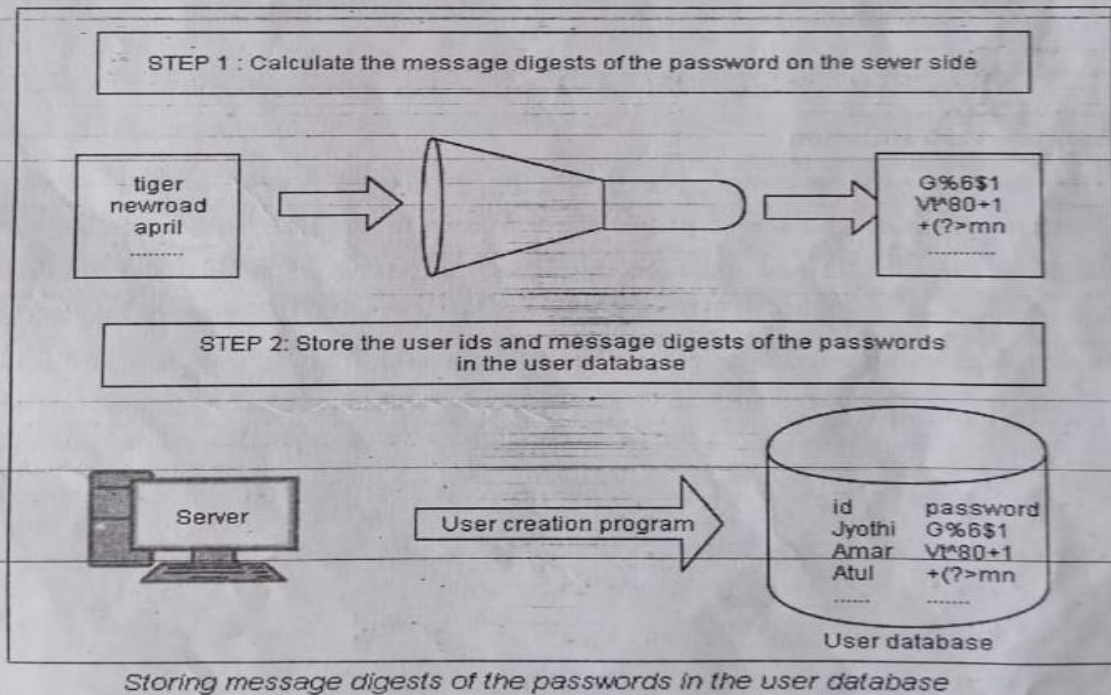 STEP 1 : Calculate the message digests of the password on the sever side
tiger
newroad
april
.........
G%6$1
Vt^80+1
+(?>mn
...........
STEP 2: Store the user ids and message digests of the passwords
in the user database
Server
User creation program
id password
Jyothi G%6$1
Amar Vt^80+1
Atul +(?>mn
...... .......
User database
Storing message digests of the passwords in the user database